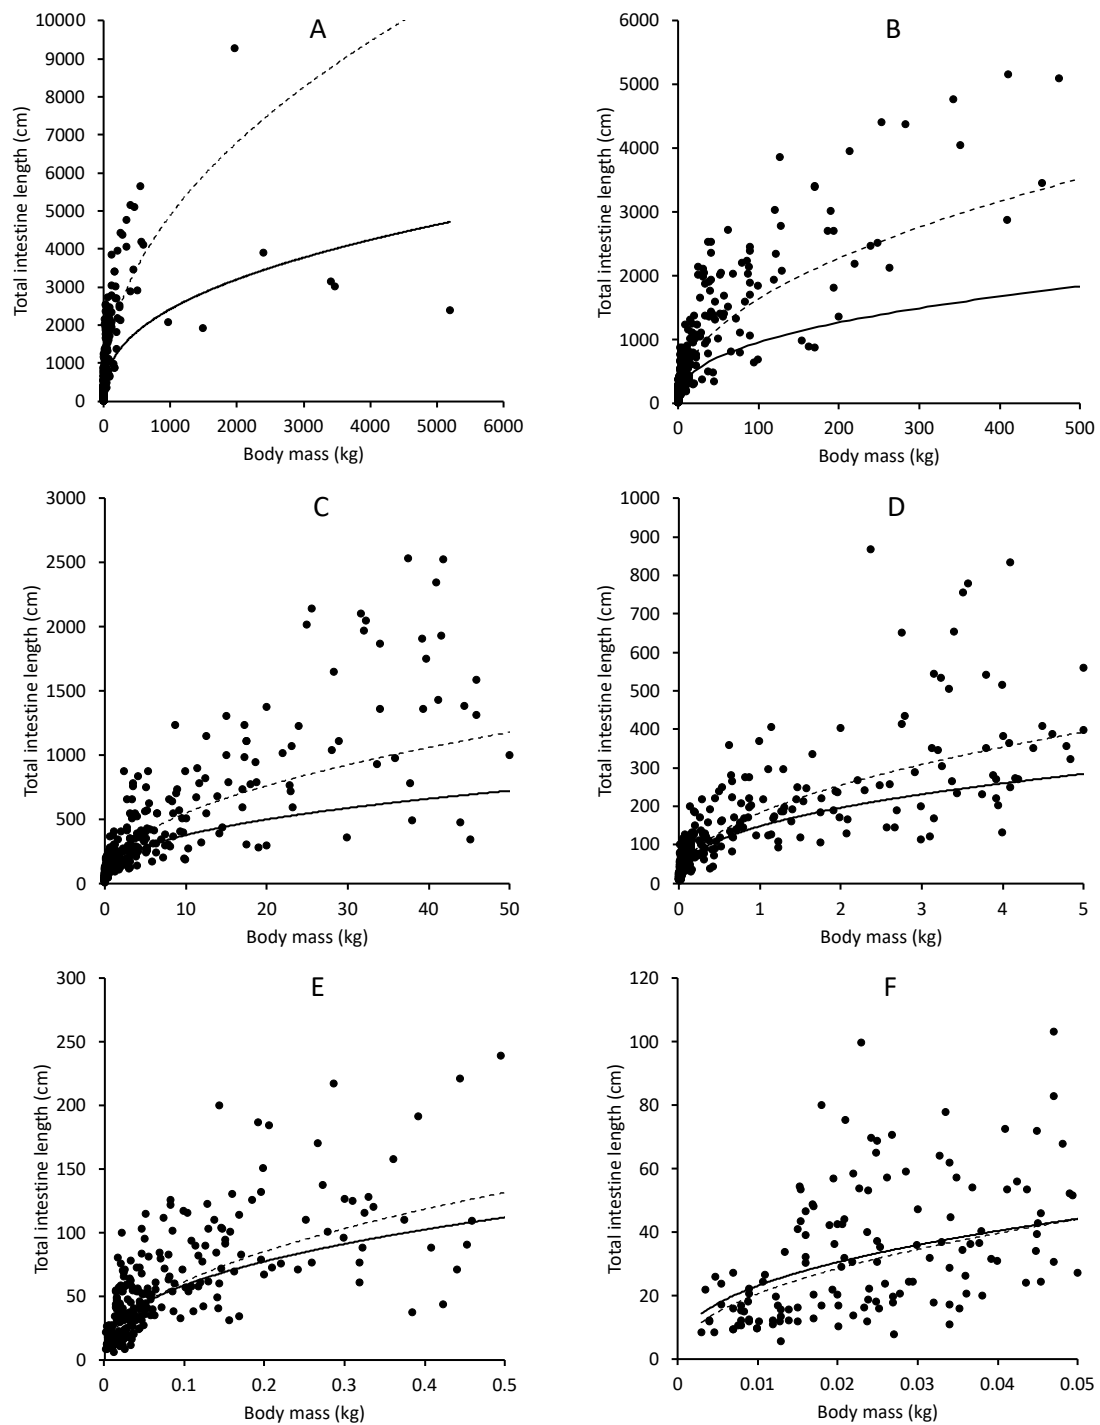 A
Total intestine length (cm)
10000
9000
8000
7000
6000
5000
4000
3000
2000
1000
0
0 1000 2000 3000 4000 5000 6000
Body mass (kg)
B
Total intestine length (cm)
6000
5000
4000
3000
2000
1000
0
0 100 200 300 400 500
Body mass (kg)
C
Total intestine length (cm)
3000
2500
2000
1500
1000
500
0
0 10 20 30 40 50
Body mass (kg)
D
Total intestine length (cm)
1000
900
800
700
600
500
400
300
200
100
0
0 1 2 3 4 5
Body mass (kg)
E
Total intestine length (cm)
300
250
200
150
100
50
0
0 0.1 0.2 0.3 0.4 0.5
Body mass (kg)
F
Total intestine length (cm)
120
100
80
60
40
20
0
0 0.01 0.02 0.03 0.04 0.05
Body mass (kg)